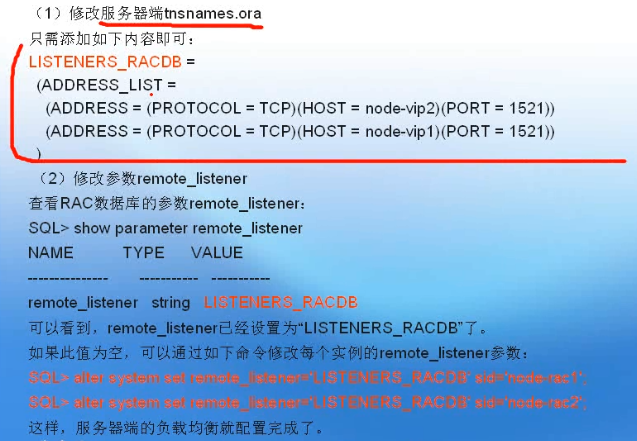 （1）修改服务器端tnsnames.ora
只需添加如下内容即可：
LISTENERS_RACDB =
(ADDRESS_LIST =
(ADDRESS = (PROTOCOL = TCP)(HOST = node-vip2)(PORT = 1521))
(ADDRESS = (PROTOCOL = TCP)(HOST = node-vip1)(PORT = 1521))
)
（2）修改参数remote_listener
查看RAC数据库的参数remote_listener：
SQL> show parameter remote_listener
NAME TYPE VALUE
--------------- ----------- -----------
remote_listener string LISTENERS_RACDB
可以看到，remote_listener已经设置为“LISTENERS_RACDB”了。
如果此值为空，可以通过如下命令修改每个实例的remote_listener参数：
SQL> alter system set remote_listener='LISTENERS_RACDB' sid='node-rac1';
SQL> alter system set remote_listener='LISTENERS_RACDB' sid='node-rac2';
这样，服务器端的负载均衡就配置完成了。